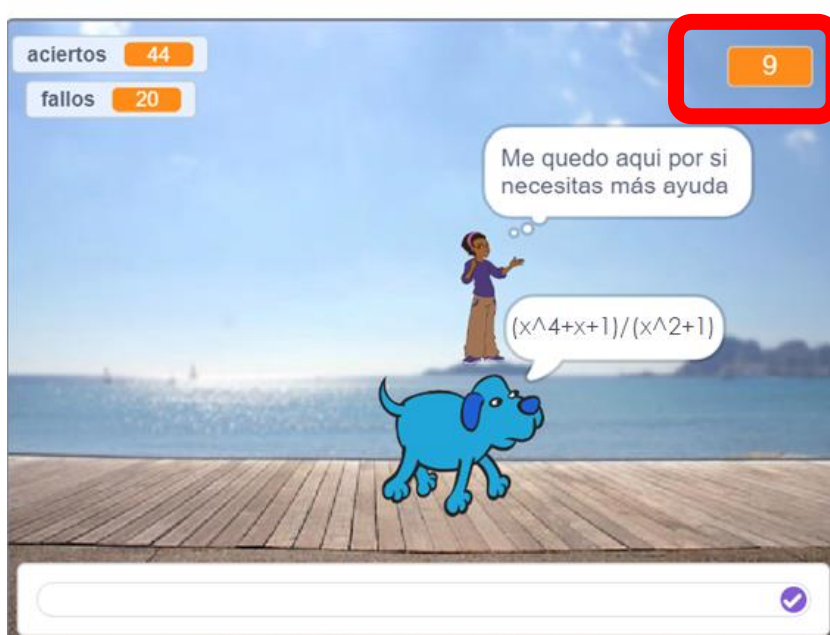 aciertos 44
9
fallos 20
Me quedo aqui por si
necesitas más ayuda
(x^4+x+1)/(x^2+1)